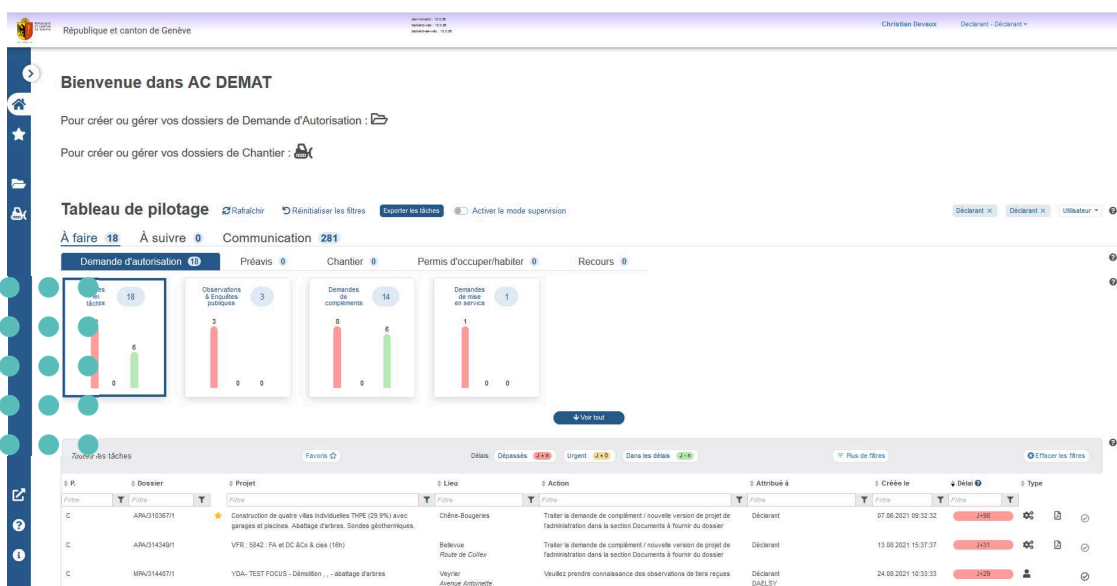 République et canton de Genève
Christian Devaux
Declarant - Déclarant
Bienvenue dans AC DEMAT
Pour créer ou gérer vos dossiers de Demande d'Autorisation :
Pour créer ou gérer vos dossiers de Chantier :
Tableau de pilotage
Rafraîchir
Réinitialiser les filtres
Exporter les tâches
Activer le mode supervision
Déclarant ×
Déclarant ×
Utilisateur
À faire 18
À suivre 0
Communication 281
Demande d'autorisation 18
Préavis 0
Chantier 0
Permis d'occuper/habiter 0
Recours 0
tâches
18
0
6
Observations
& Enquêtes
publiques
3
3
0
0
Demandes
de
compléments
14
8
0
6
Demandes
de mise
en service
1
1
0
0
Voir tout
Toutes les tâches
Favoris
Délais:
Dépassés J+n
Urgent J+0
Dans les délais J-n
Plus de filtres
Effacer les filtres
P.
Dossier
Projet
Lieu
Action
Attribué à
Créée le
Délai
Type
Filtre
Filtre
Filtre
Filtre
Filtre
Filtre
Filtre
Filtre
C
APA/310367/1
Construction de quatre villas individuelles THPE (29.9%) avec
garages et piscines. Abattage d'arbres. Sondes géothermiques.
Chêne-Bougeries
Traiter la demande de complément / nouvelle version de projet de
l'administration dans la section Documents à fournir du dossier
Déclarant
07.06.2021 09:32:32
J+98
C
APA/314349/1
VFR : 5842 : FA et DC &Co & cies (16h)
Bellevue
Route de Collex
Traiter la demande de complément / nouvelle version de projet de
l'administration dans la section Documents à fournir du dossier
Déclarant
13.08.2021 15:37:37
J+31
C
MPA/314407/1
YDA- TEST FOCUS - Démolition , , - abattage d'arbres
Veyrier
Avenue Antoinette
Veuillez prendre connaissance des observations de tiers reçues
Déclarant
DAELSY
24.08.2021 10:33:33
J+29